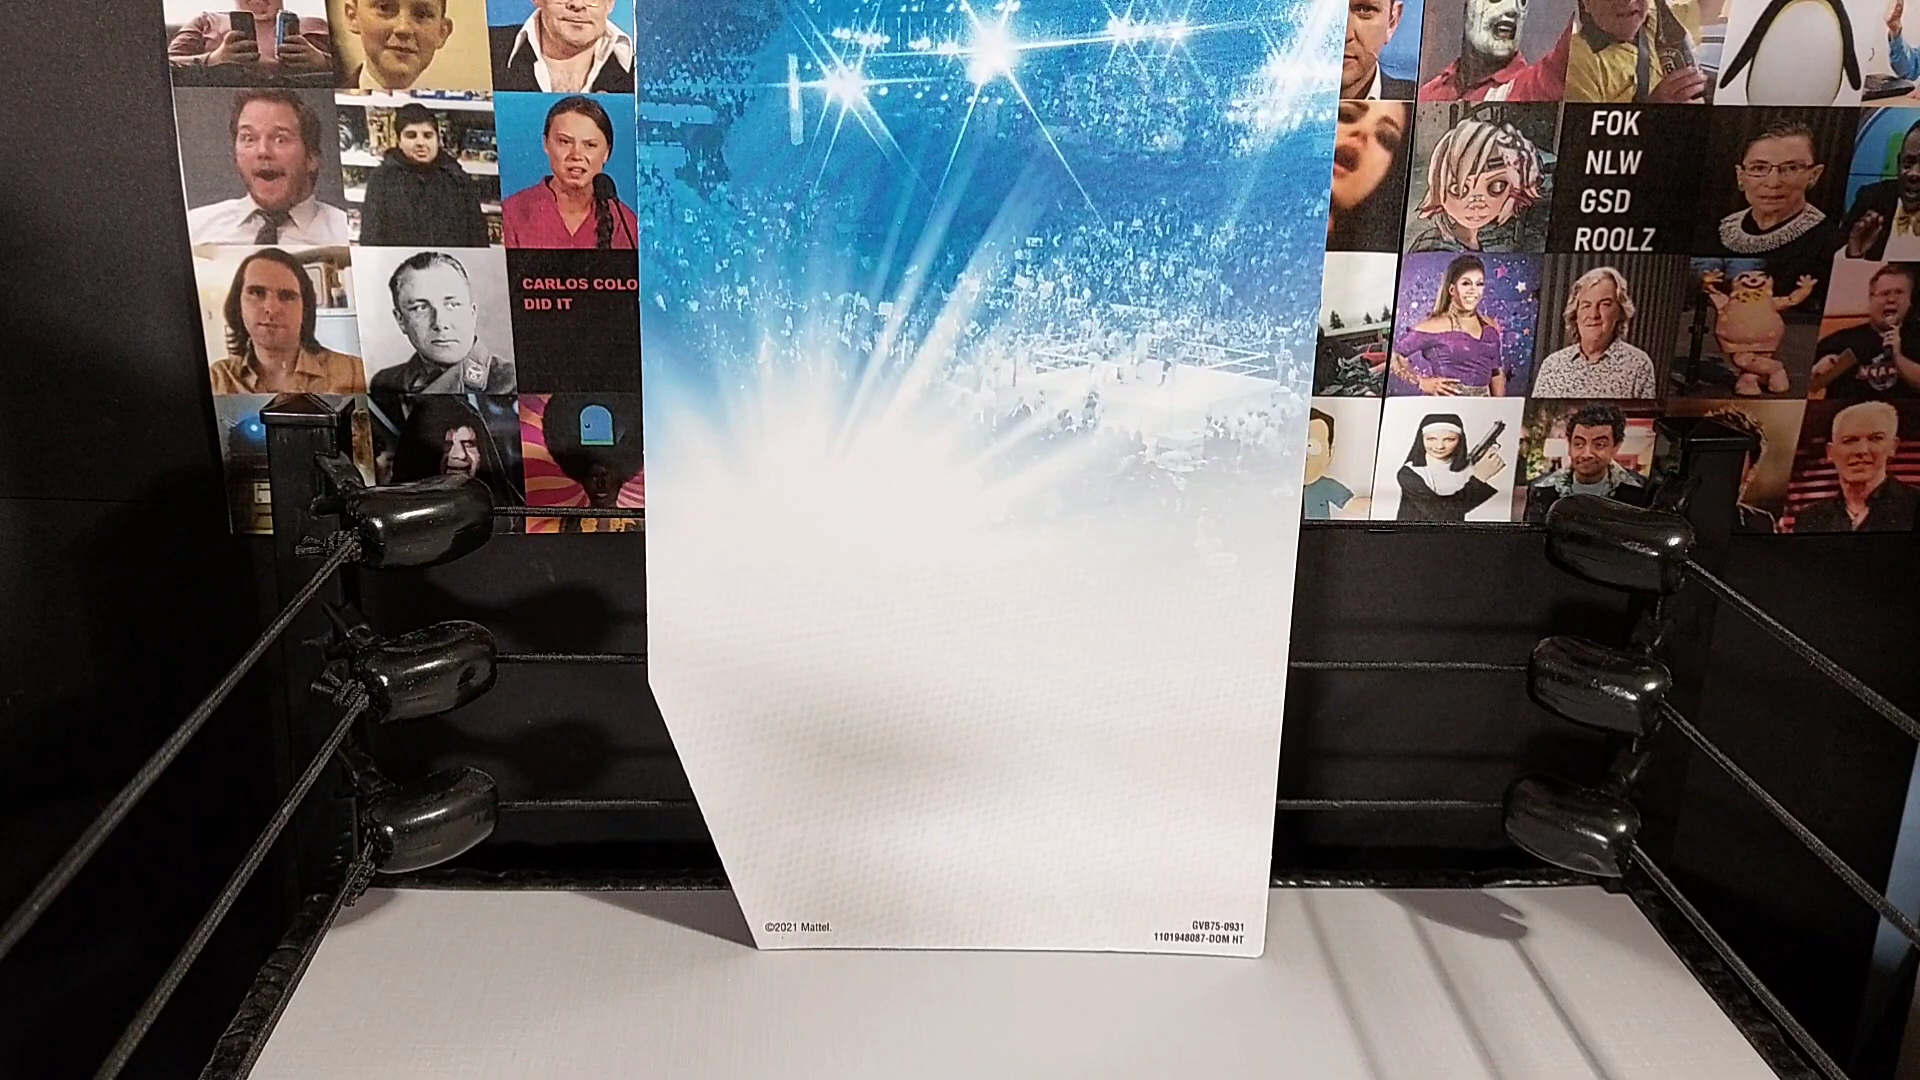 FOK
NLW
GSD
ROOLZ
CARLOS COLO
DID IT
©2021 Mattel.
GVB75-0931
1101948087-DOM HT